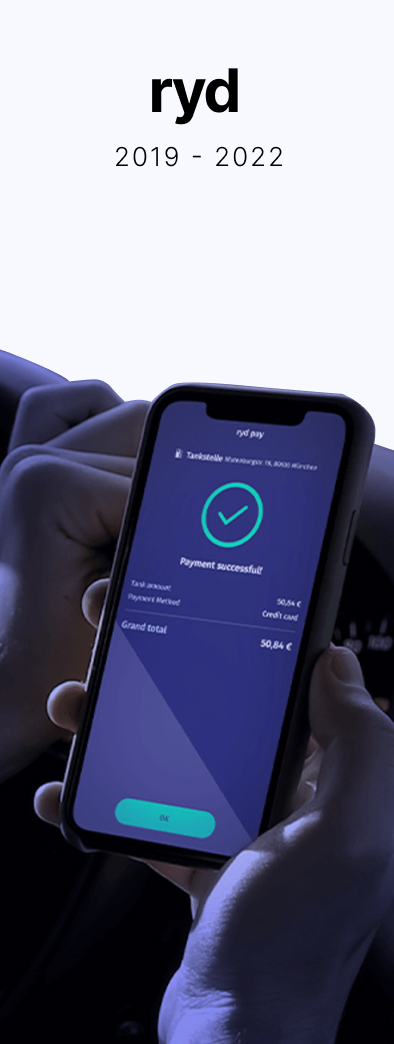 ryd
2019 - 2022
ryd pay
Tankstelle
Payment successful!
Tank amount 50,84 €
Payment Method Credit card
Grand total 50,84 €
OK